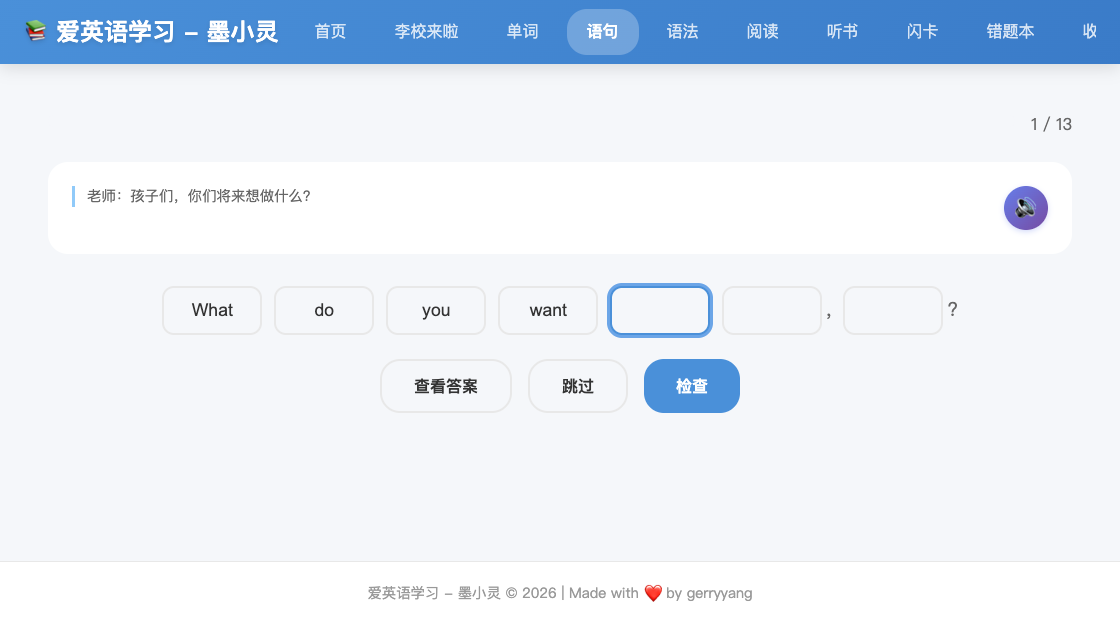 爱英语学习 – 墨小灵 首页 李校来啦 单词 语句 语法 阅读 听书 闪卡 错题本 收
1 / 13
老师：孩子们，你们将来想做什么？
What do you want , ?
查看答案 跳过 检查
爱英语学习 – 墨小灵 © 2026 | Made with ❤️ by gerryyang